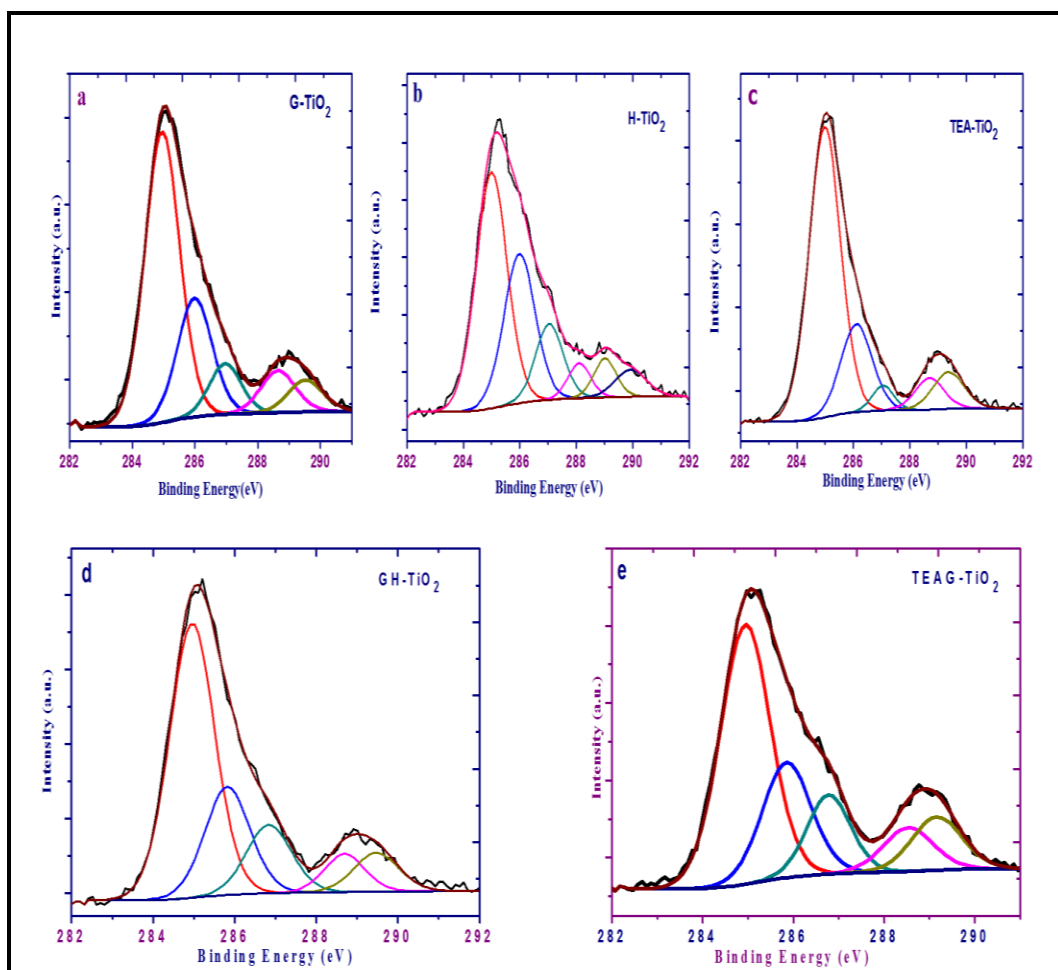 a
G-TiO2
Intensity (a.u.)
282 284 286 288 290
Binding Energy(eV)
b
H-TiO2
Intensity (a.u.)
282 284 286 288 290 292
Binding Energy (eV)
c
TEA-TiO2
Intensity (a.u.)
282 284 286 288 290 292
Binding Energy (eV)
d
GH-TiO2
Intensity (a.u.)
282 284 286 288 290 292
Binding Energy (eV)
e
TEAG-TiO2
Intensity (a.u.)
282 284 286 288 290
Binding Energy (eV)